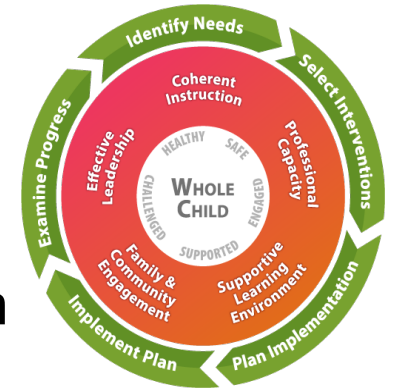 Identify Needs
Select Interventions
Plan Implementation
Implement Plan
Examine Progress
Coherent
Instruction
Professional
Capacity
Supportive
Learning
Environment
Family &
Community
Engagement
Effective
Leadership
HEALTHY
SAFE
ENGAGED
SUPPORTED
CHALLENGED
WHOLE
CHILD
n